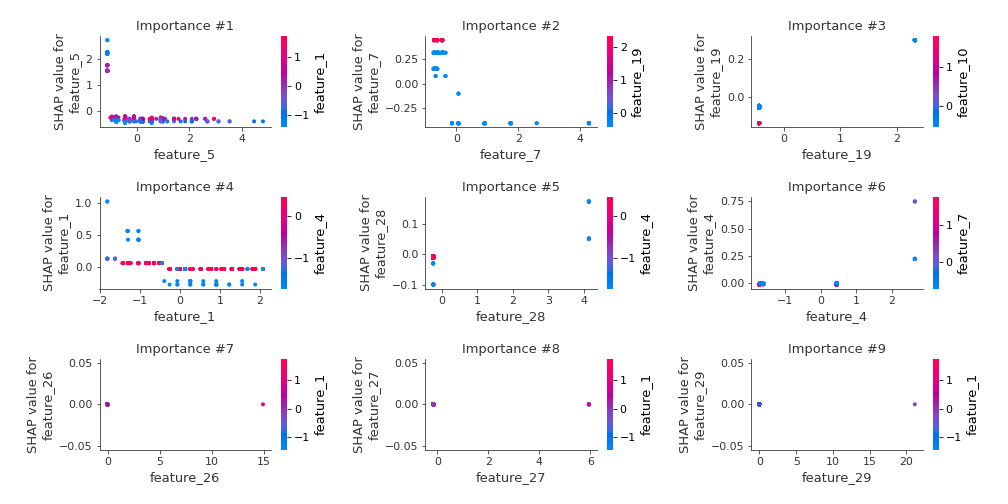 Importance #1
SHAP value for
feature_5
2
1
0
0
2
4
feature_5
1
0
−1
feature_1
Importance #2
SHAP value for
feature_7
0.25
0.00
−0.25
0
2
4
feature_7
2
1
0
feature_19
Importance #3
SHAP value for
feature_19
0.2
0.0
0
1
2
feature_19
1
0
feature_10
Importance #4
SHAP value for
feature_1
1.0
0.5
0.0
−2
−1
0
1
2
feature_1
0
−1
feature_4
Importance #5
SHAP value for
feature_28
0.1
0.0
−0.1
0
1
2
3
4
feature_28
0
−1
feature_4
Importance #6
SHAP value for
feature_4
0.75
0.50
0.25
0.00
−1
0
1
2
feature_4
1
0
feature_7
Importance #7
SHAP value for
feature_26
0.05
0.00
−0.05
0
5
10
15
feature_26
1
0
−1
feature_1
Importance #8
SHAP value for
feature_27
0.05
0.00
−0.05
0
2
4
6
feature_27
1
0
−1
feature_1
Importance #9
SHAP value for
feature_29
0.05
0.00
−0.05
0
5
10
15
20
feature_29
1
0
−1
feature_1